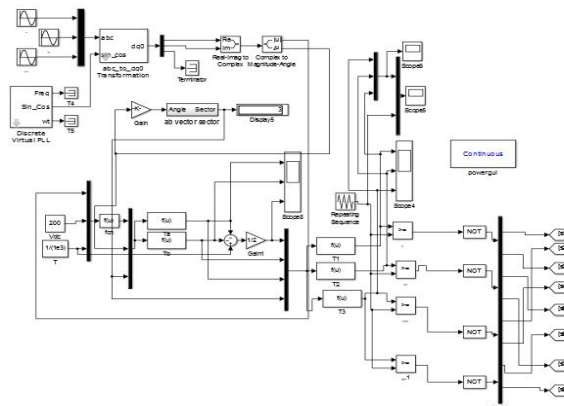 abc
dq0
sin_cos
abc_to_dq0
Transformation
Re
Im
Real-Imag to
Complex
|u|
Complex to
Magnitude-Angle
Terminator
Freq
Sin_Cos
wt
T4
T5
Discrete
Virtual PLL
-K-
Gain
Angle
Sector
ab vector sector
3
Display5
Scope6
Scope5
Scope4
Scope3
Continuous
powergui
Repeating
Sequence
200
Vdc
1/(1e3)
T
f(u)
fcn
f(u)
Ta
f(u)
Tb
1/2
Gain1
f(u)
T1
f(u)
T2
f(u)
T3
>=
>=
>=
>=
NOT
NOT
NOT
NOT